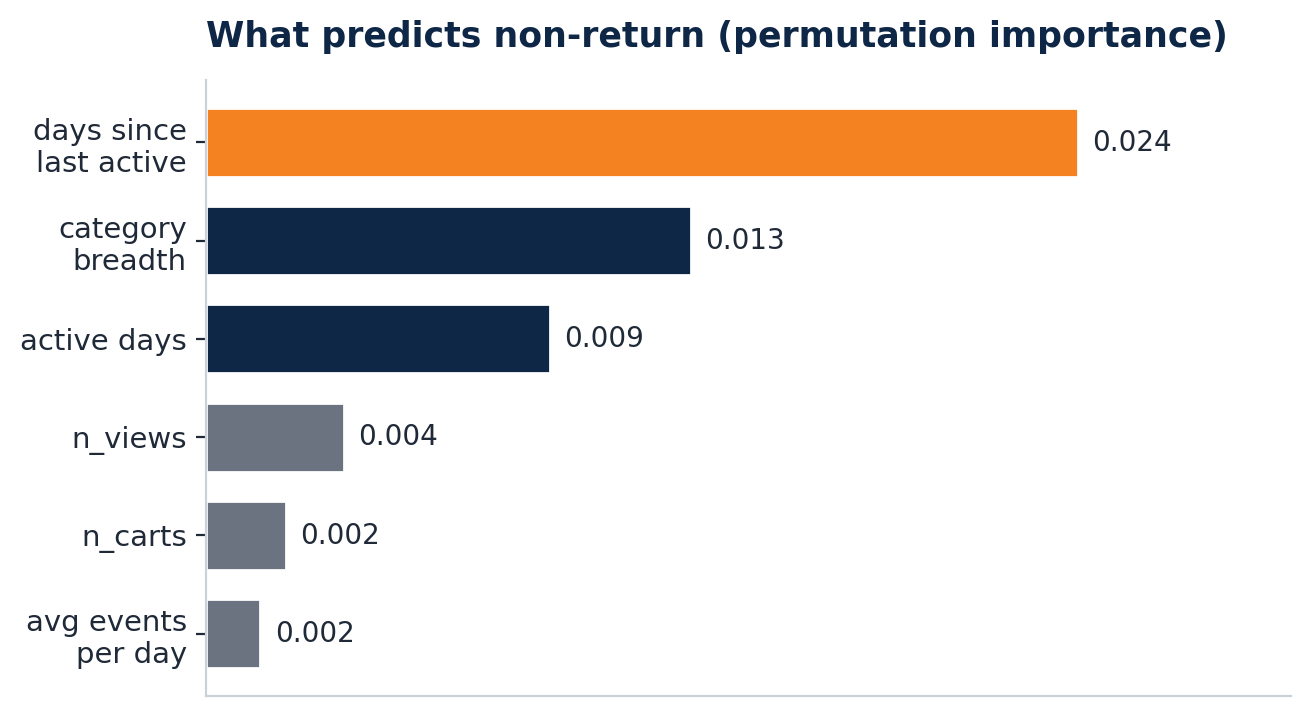 What predicts non-return (permutation importance)
days since
last active
0.024
category
breadth
0.013
active days
0.009
n_views
0.004
n_carts
0.002
avg events
per day
0.002